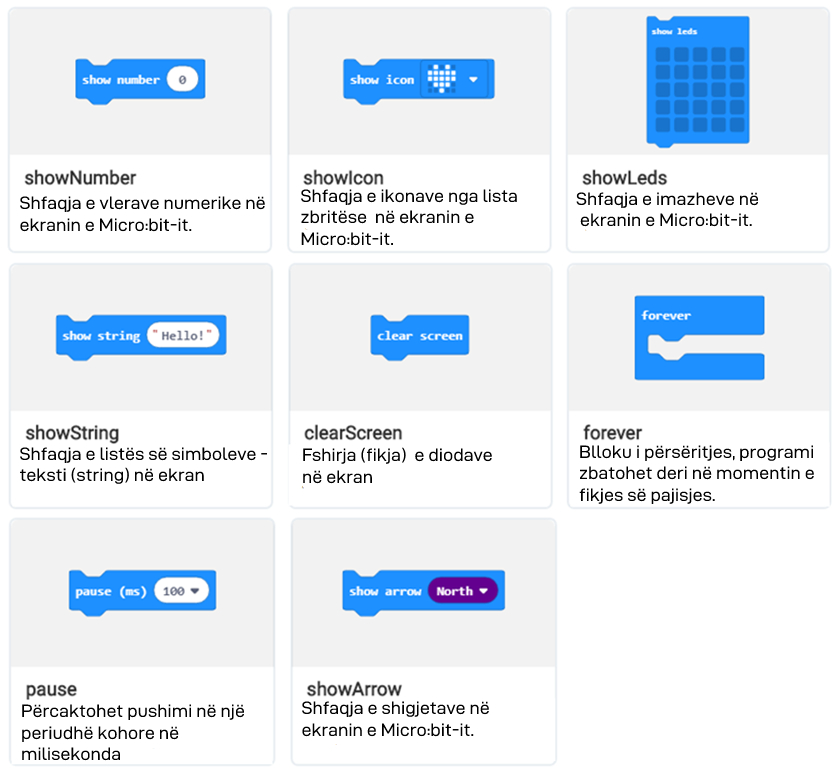 show number 0
showNumber
Shfaqja e vlerave numerike në
ekranin e Micro:bit-it.
show icon
showIcon
Shfaqja e ikonave nga lista
zbritëse në ekranin e
Micro:bit-it.
show leds
showLeds
Shfaqja e imazheve në
ekranin e Micro:bit-it.
show string "Hello!"
showString
Shfaqja e listës së simboleve -
teksti (string) në ekran
clear screen
clearScreen
Fshirja (fikja) e diodave
në ekran
forever
forever
Blloku i përsëritjes, programi
zbatohet deri në momentin e
fikjes së pajisjes.
pause (ms) 100
pause
Përcaktohet pushimi në një
periudhë kohore në
milisekonda
show arrow North
showArrow
Shfaqja e shigjetave në
ekranin e Micro:bit-it.